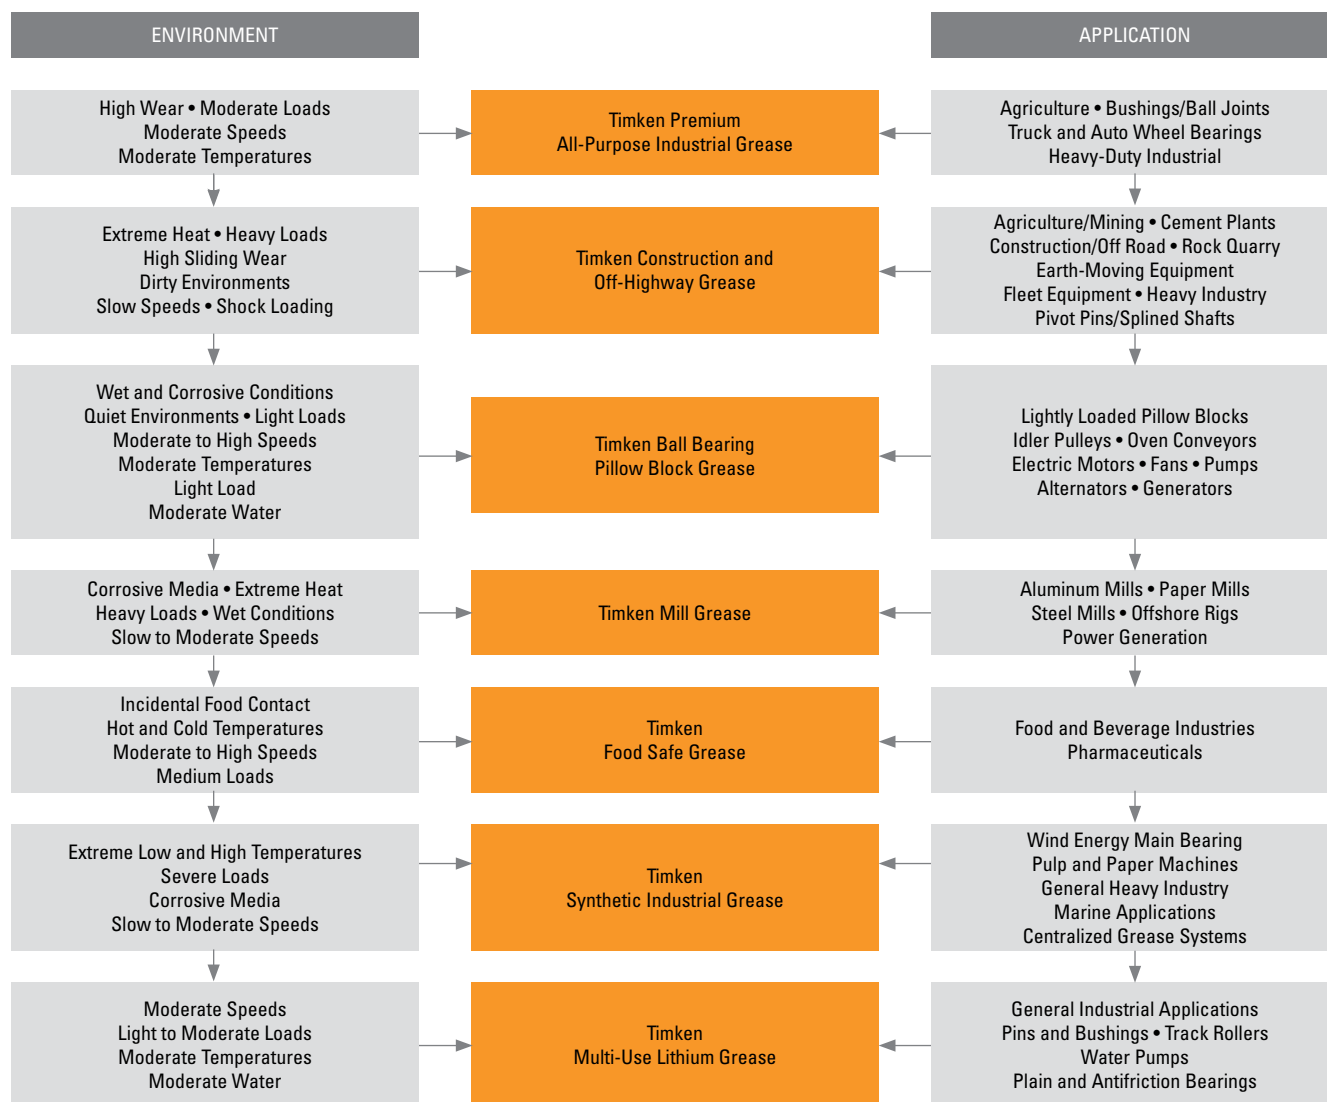 ENVIRONMENT
APPLICATION
High Wear • Moderate Loads
Moderate Speeds
Moderate Temperatures
Timken Premium
All-Purpose Industrial Grease
Agriculture • Bushings/Ball Joints
Truck and Auto Wheel Bearings
Heavy-Duty Industrial
Extreme Heat • Heavy Loads
High Sliding Wear
Dirty Environments
Slow Speeds • Shock Loading
Timken Construction and
Off-Highway Grease
Agriculture/Mining • Cement Plants
Construction/Off Road • Rock Quarry
Earth-Moving Equipment
Fleet Equipment • Heavy Industry
Pivot Pins/Splined Shafts
Wet and Corrosive Conditions
Quiet Environments • Light Loads
Moderate to High Speeds
Moderate Temperatures
Light Load
Moderate Water
Timken Ball Bearing
Pillow Block Grease
Lightly Loaded Pillow Blocks
Idler Pulleys • Oven Conveyors
Electric Motors • Fans • Pumps
Alternators • Generators
Corrosive Media • Extreme Heat
Heavy Loads • Wet Conditions
Slow to Moderate Speeds
Timken Mill Grease
Aluminum Mills • Paper Mills
Steel Mills • Offshore Rigs
Power Generation
Incidental Food Contact
Hot and Cold Temperatures
Moderate to High Speeds
Medium Loads
Timken
Food Safe Grease
Food and Beverage Industries
Pharmaceuticals
Extreme Low and High Temperatures
Severe Loads
Corrosive Media
Slow to Moderate Speeds
Timken
Synthetic Industrial Grease
Wind Energy Main Bearing
Pulp and Paper Machines
General Heavy Industry
Marine Applications
Centralized Grease Systems
Moderate Speeds
Light to Moderate Loads
Moderate Temperatures
Moderate Water
Timken
Multi-Use Lithium Grease
General Industrial Applications
Pins and Bushings • Track Rollers
Water Pumps
Plain and Antifriction Bearings